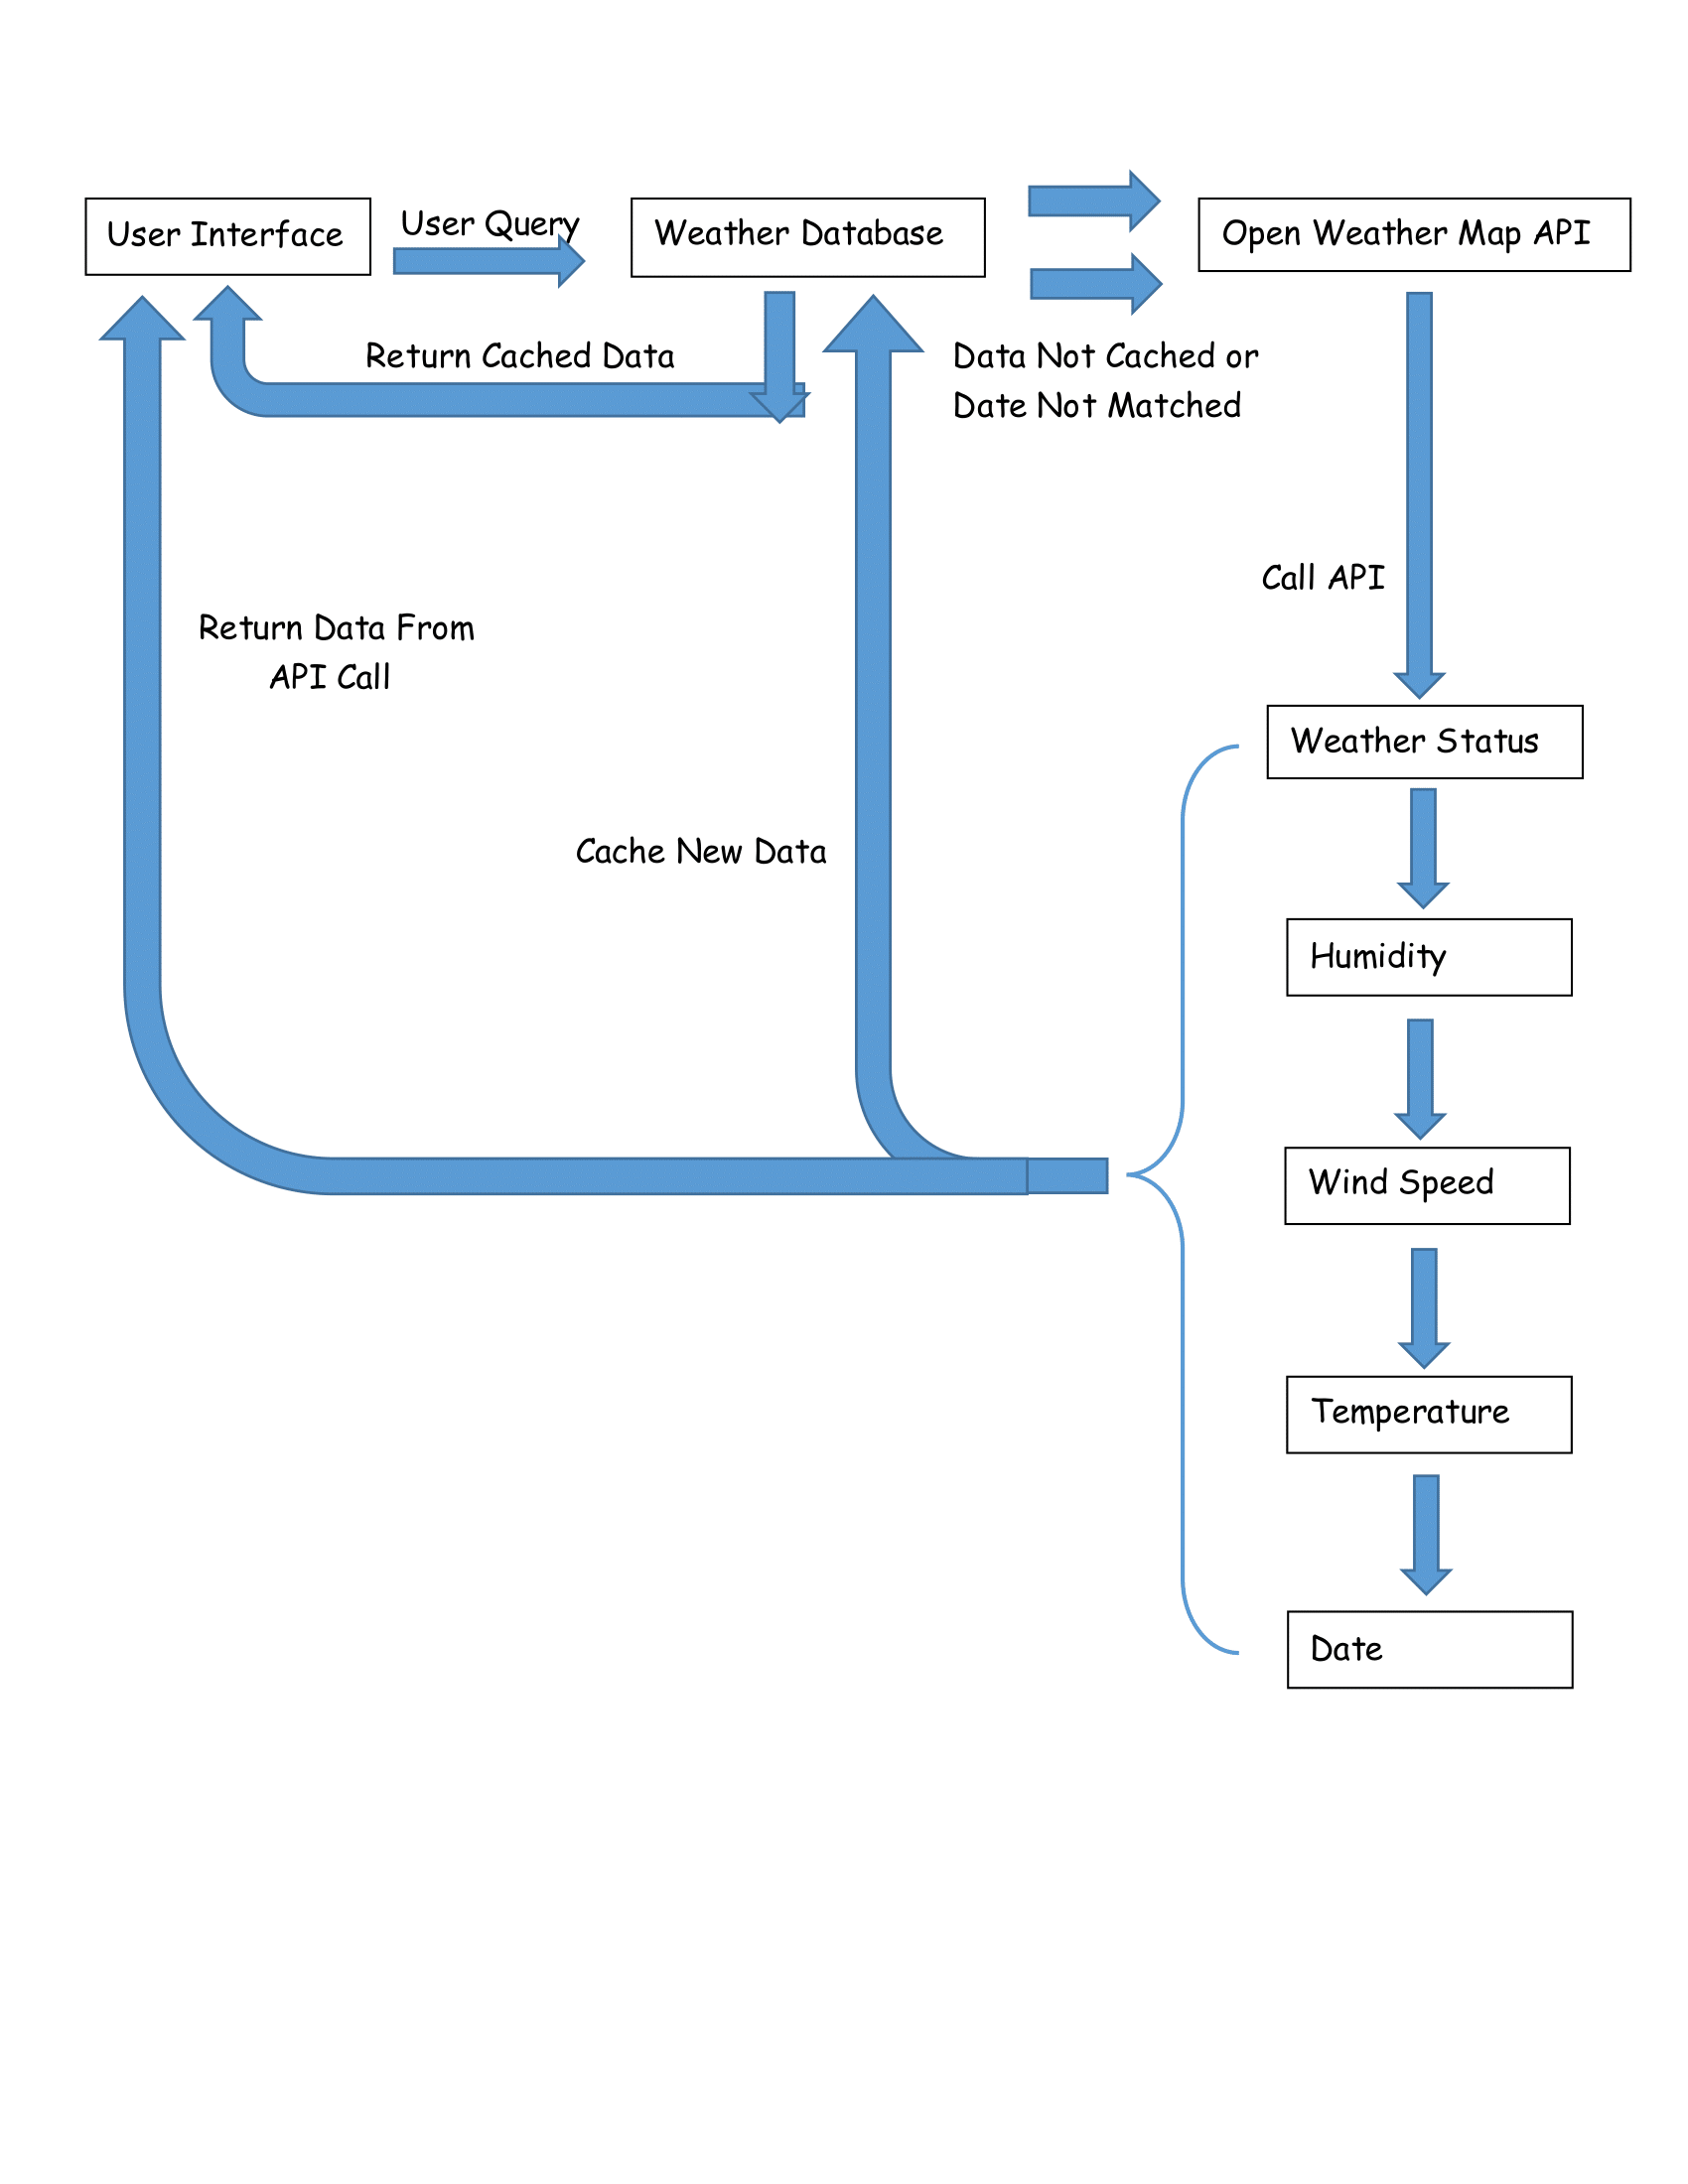 User Interface
User Query
Weather Database
Open Weather Map API
Return Cached Data
Data Not Cached or
Date Not Matched
Call API
Return Data From
API Call
Weather Status
Cache New Data
Humidity
Wind Speed
Temperature
Date